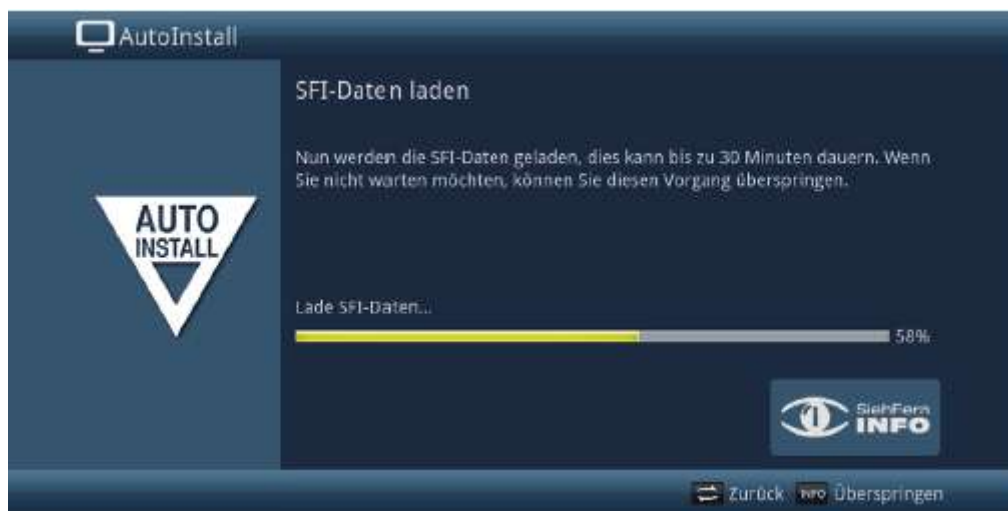 AutoInstall
SFI-Daten laden
Nun werden die SFI-Daten geladen, dies kann bis zu 30 Minuten dauern. Wenn
Sie nicht warten möchten, können Sie diesen Vorgang überspringen.
AUTO
INSTALL
Lade SFI-Daten...
58%
SiehFern
INFO
Zurück INFO Überspringen